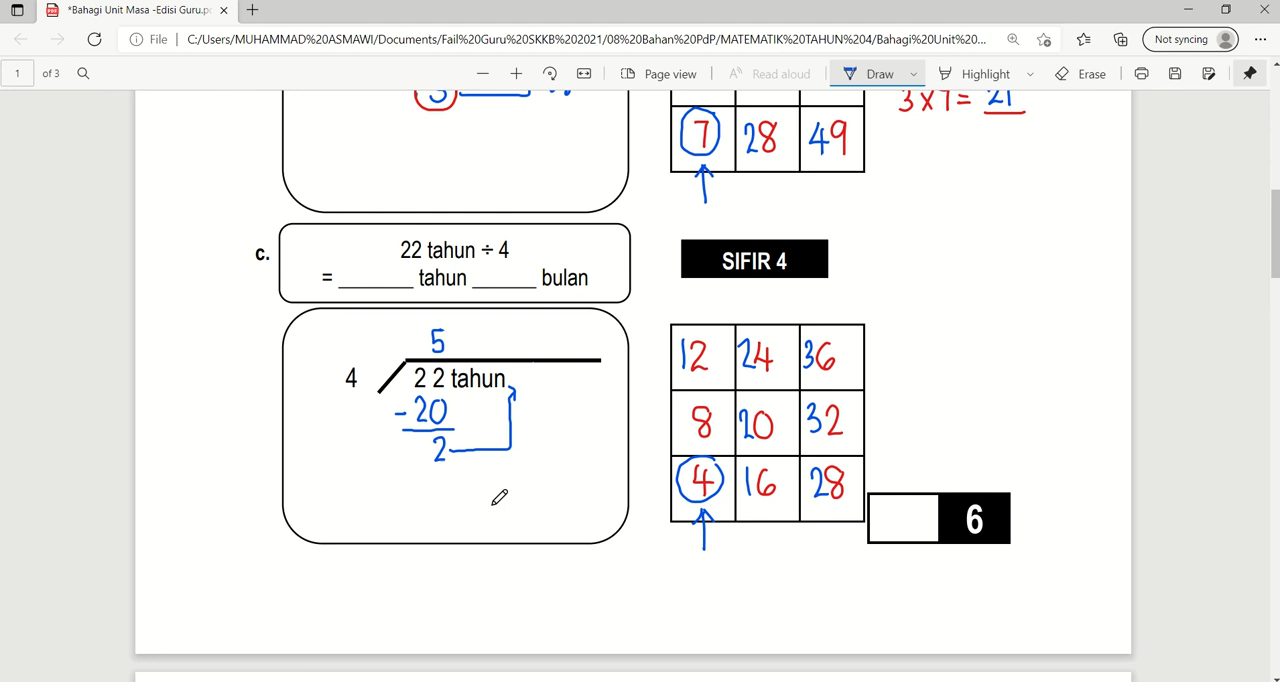 *Bahagi Unit Masa -Edisi Guru.p
File | C:/Users/MUHAMMAD%20ASMAWI/Documents/Fail%20Guru%20SKKB%202021/08%20Bahan%20PdP/MATEMATIK%20TAHUN%204/Bahagi%20Unit%20... Not syncing
1 of 3 Page view Read aloud Draw Highlight Erase
3 x 7 = 21
7 28 49
c. 22 tahun ÷ 4
= _______ tahun ______ bulan
SIFIR 4
5
4 22 tahun
- 20
2
12 24 36
8 20 32
4 16 28
6